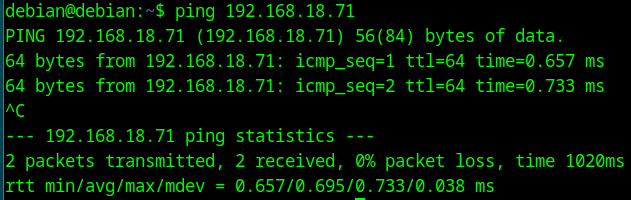 debian@debian:~$ ping 192.168.18.71
PING 192.168.18.71 (192.168.18.71) 56(84) bytes of data.
64 bytes from 192.168.18.71: icmp_seq=1 ttl=64 time=0.657 ms
64 bytes from 192.168.18.71: icmp_seq=2 ttl=64 time=0.733 ms
^C
--- 192.168.18.71 ping statistics ---
2 packets transmitted, 2 received, 0% packet loss, time 1020ms
rtt min/avg/max/mdev = 0.657/0.695/0.733/0.038 ms